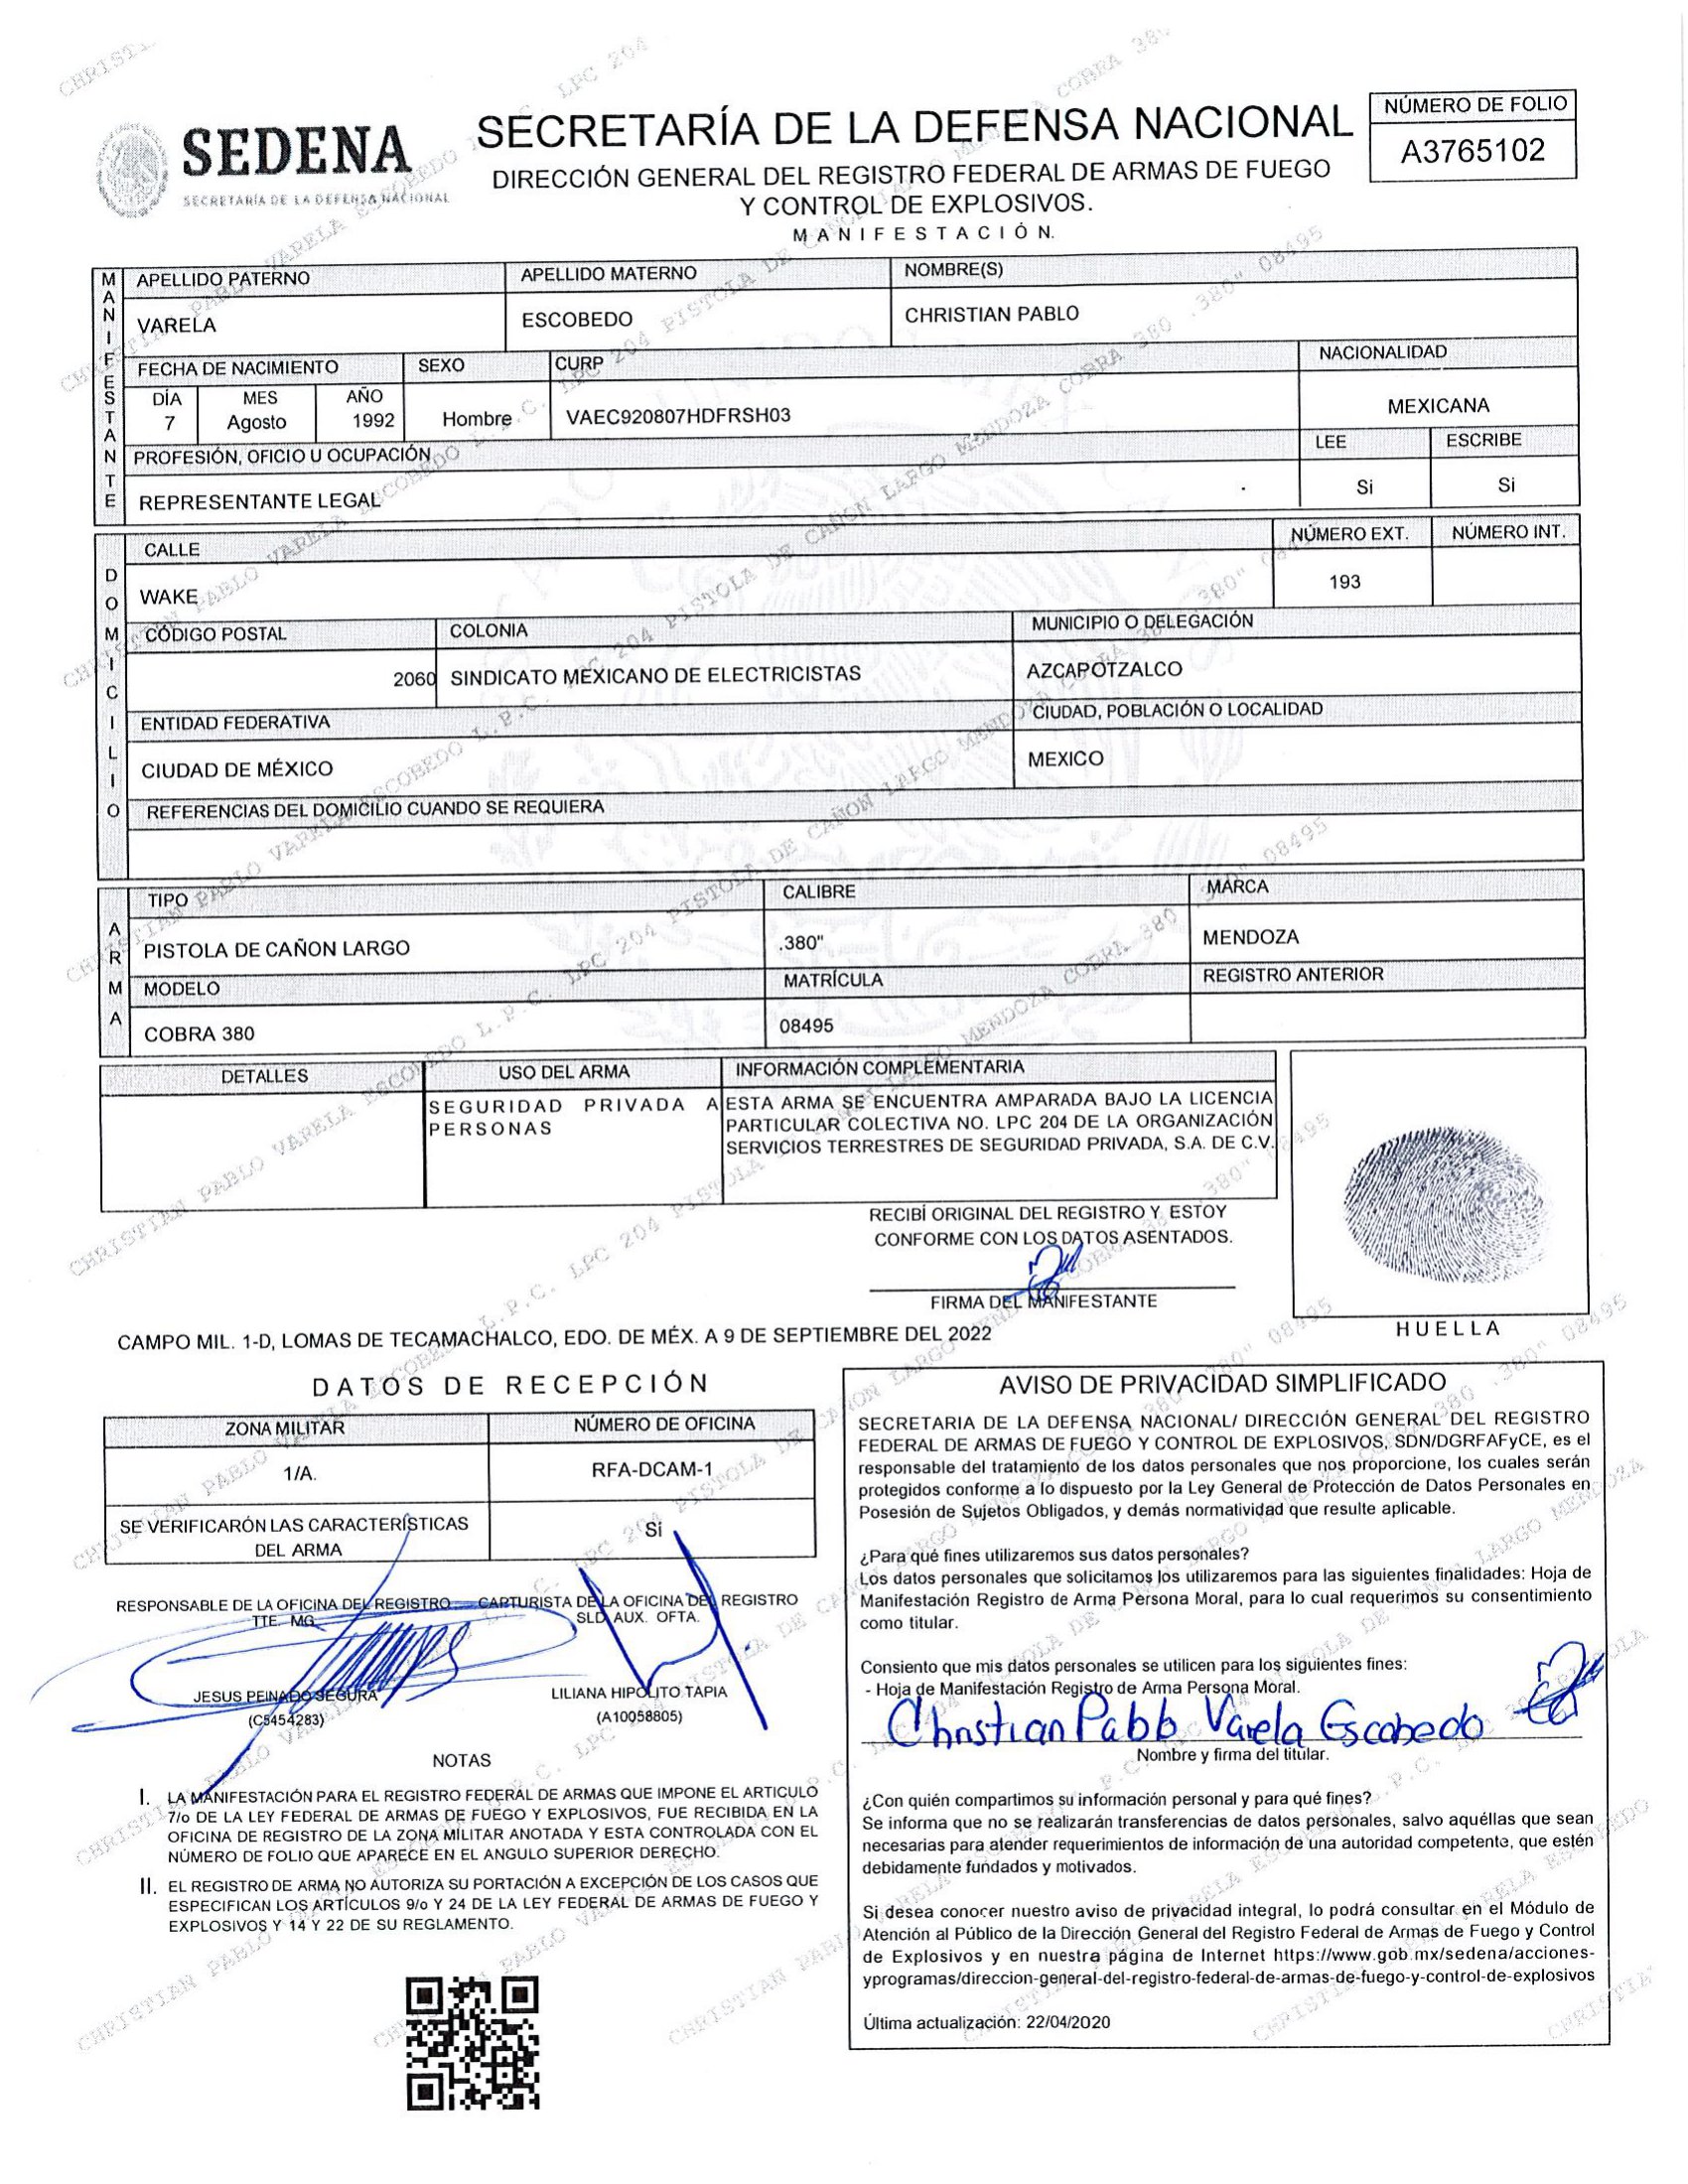 SEDENA
SECRETARÍA DE LA DEFENSA NACIONAL
SECRETARÍA DE LA DEFENSA NACIONAL
DIRECCIÓN GENERAL DEL REGISTRO FEDERAL DE ARMAS DE FUEGO
Y CONTROL DE EXPLOSIVOS.
MANIFESTACIÓN.
NÚMERO DE FOLIO
A3765102
MANIFESTANTE
APELLIDO PATERNO APELLIDO MATERNO NOMBRE(S)
VARELA ESCOBEDO CHRISTIAN PABLO
FECHA DE NACIMIENTO SEXO CURP NACIONALIDAD
DÍA MES AÑO
7 Agosto 1992 Hombre VAEC920807HDFRSH03 MEXICANA
PROFESIÓN, OFICIO U OCUPACIÓN LEE ESCRIBE
REPRESENTANTE LEGAL Si Si
DOMICILIO
CALLE NÚMERO EXT. NÚMERO INT.
WAKE 193
CÓDIGO POSTAL COLONIA MUNICIPIO O DELEGACIÓN
2060 SINDICATO MEXICANO DE ELECTRICISTAS AZCAPOTZALCO
ENTIDAD FEDERATIVA CIUDAD, POBLACIÓN O LOCALIDAD
CIUDAD DE MÉXICO MEXICO
REFERENCIAS DEL DOMICILIO CUANDO SE REQUIERA
ARMA
TIPO CALIBRE MARCA
PISTOLA DE CAÑON LARGO .380" MENDOZA
MODELO MATRÍCULA REGISTRO ANTERIOR
COBRA 380 08495
DETALLES USO DEL ARMA INFORMACIÓN COMPLEMENTARIA
SEGURIDAD PRIVADA A
PERSONAS
ESTA ARMA SE ENCUENTRA AMPARADA BAJO LA LICENCIA
PARTICULAR COLECTIVA NO. LPC 204 DE LA ORGANIZACIÓN
SERVICIOS TERRESTRES DE SEGURIDAD PRIVADA, S.A. DE C.V.
RECIBÍ ORIGINAL DEL REGISTRO Y ESTOY
CONFORME CON LOS DATOS ASENTADOS.
FIRMA DEL MANIFESTANTE
HUELLA
CAMPO MIL. 1-D, LOMAS DE TECAMACHALCO, EDO. DE MÉX. A 9 DE SEPTIEMBRE DEL 2022
DATOS DE RECEPCIÓN
ZONA MILITAR NÚMERO DE OFICINA
1/A. RFA-DCAM-1
SE VERIFICARÓN LAS CARACTERÍSTICAS
DEL ARMA
Si
RESPONSABLE DE LA OFICINA DEL REGISTRO CAPTURISTA DE LA OFICINA DEL REGISTRO
TTE. MG. SLD. AUX. OFTA.
JESUS PEINADO SEGURA LILIANA HIPOLITO TAPIA
(C5454283) (A10058805)
NOTAS
I. LA MANIFESTACIÓN PARA EL REGISTRO FEDERAL DE ARMAS QUE IMPONE EL ARTICULO
7/o DE LA LEY FEDERAL DE ARMAS DE FUEGO Y EXPLOSIVOS, FUE RECIBIDA EN LA
OFICINA DE REGISTRO DE LA ZONA MILITAR ANOTADA Y ESTA CONTROLADA CON EL
NÚMERO DE FOLIO QUE APARECE EN EL ANGULO SUPERIOR DERECHO.
II. EL REGISTRO DE ARMA NO AUTORIZA SU PORTACIÓN A EXCEPCIÓN DE LOS CASOS QUE
ESPECIFICAN LOS ARTÍCULOS 9/o Y 24 DE LA LEY FEDERAL DE ARMAS DE FUEGO Y
EXPLOSIVOS Y 14 Y 22 DE SU REGLAMENTO.
AVISO DE PRIVACIDAD SIMPLIFICADO
SECRETARIA DE LA DEFENSA NACIONAL/ DIRECCIÓN GENERAL DEL REGISTRO
FEDERAL DE ARMAS DE FUEGO Y CONTROL DE EXPLOSIVOS, SDN/DGRFAFyCE, es el
responsable del tratamiento de los datos personales que nos proporcione, los cuales serán
protegidos conforme a lo dispuesto por la Ley General de Protección de Datos Personales en
Posesión de Sujetos Obligados, y demás normatividad que resulte aplicable.
¿Para qué fines utilizaremos sus datos personales?
Los datos personales que solicitamos los utilizaremos para las siguientes finalidades: Hoja de
Manifestación Registro de Arma Persona Moral, para lo cual requerimos su consentimiento
como titular.
Consiento que mis datos personales se utilicen para los siguientes fines:
- Hoja de Manifestación Registro de Arma Persona Moral.
Christian Pablo Varela Escobedo
Nombre y firma del titular.
¿Con quién compartimos su información personal y para qué fines?
Se informa que no se realizarán transferencias de datos personales, salvo aquéllas que sean
necesarias para atender requerimientos de información de una autoridad competente, que estén
debidamente fundados y motivados.
Si desea conocer nuestro aviso de privacidad integral, lo podrá consultar en el Módulo de
Atención al Público de la Dirección General del Registro Federal de Armas de Fuego y Control
de Explosivos y en nuestra página de Internet https://www.gob.mx/sedena/acciones-
yprogramas/direccion-general-del-registro-federal-de-armas-de-fuego-y-control-de-explosivos
Última actualización: 22/04/2020
CHRISTIAN PABLO VARELA ESCOBEDO L.P.C. LPC 204 PISTOLA DE CAÑON LARGO MENDOZA COBRA 380 .380" 08495